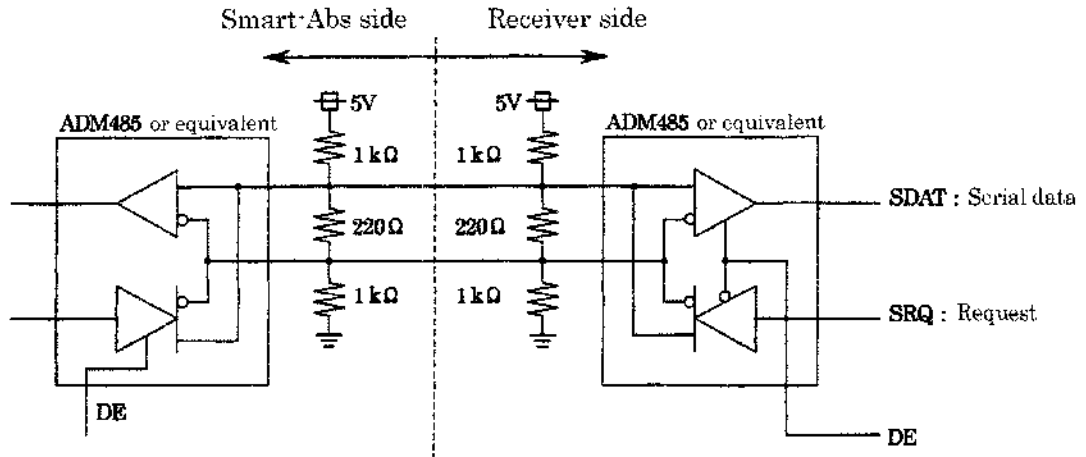 Smart-Abs side Receiver side
5V 5V
ADM485 or equivalent ADM485 or equivalent
1kΩ 1kΩ
SDAT : Serial data
220Ω 220Ω
1kΩ 1kΩ
SRQ : Request
DE
DE